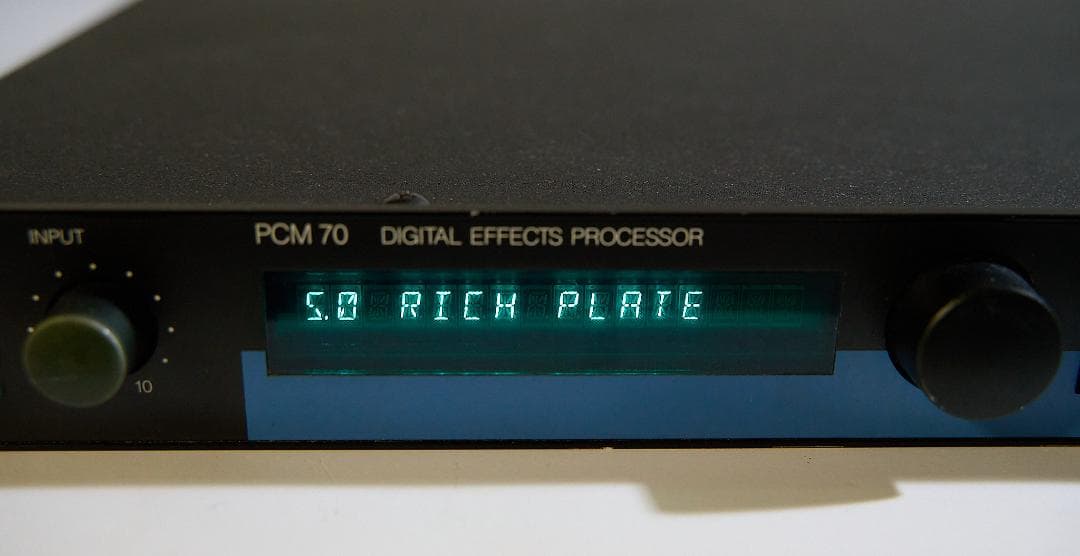 INPUT
PCM 70 DIGITAL EFFECTS PROCESSOR
5.0 RICH PLATE
10